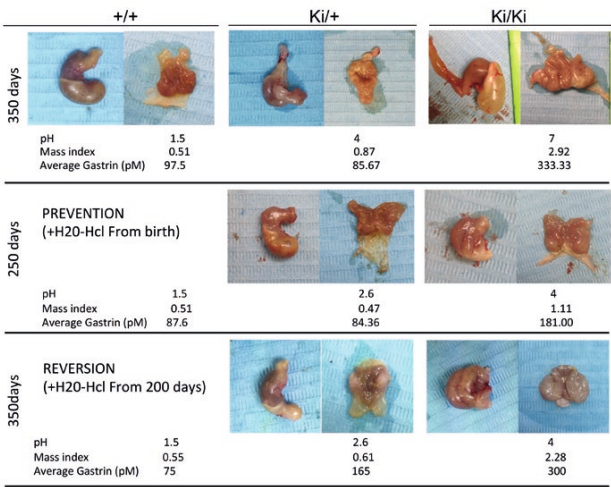 +/+ Ki/+ Ki/Ki
350 days
pH 1.5 4 7
Mass index 0.51 0.87 2.92
Average Gastrin (pM) 97.5 85.67 333.33
250 days
PREVENTION
(+H20-Hcl From birth)
pH 1.5 2.6 4
Mass index 0.51 0.47 1.11
Average Gastrin (pM) 87.6 84.36 181.00
350days
REVERSION
(+H20-Hcl From 200 days)
pH 1.5 2.6 4
Mass index 0.55 0.61 2.28
Average Gastrin (pM) 75 165 300